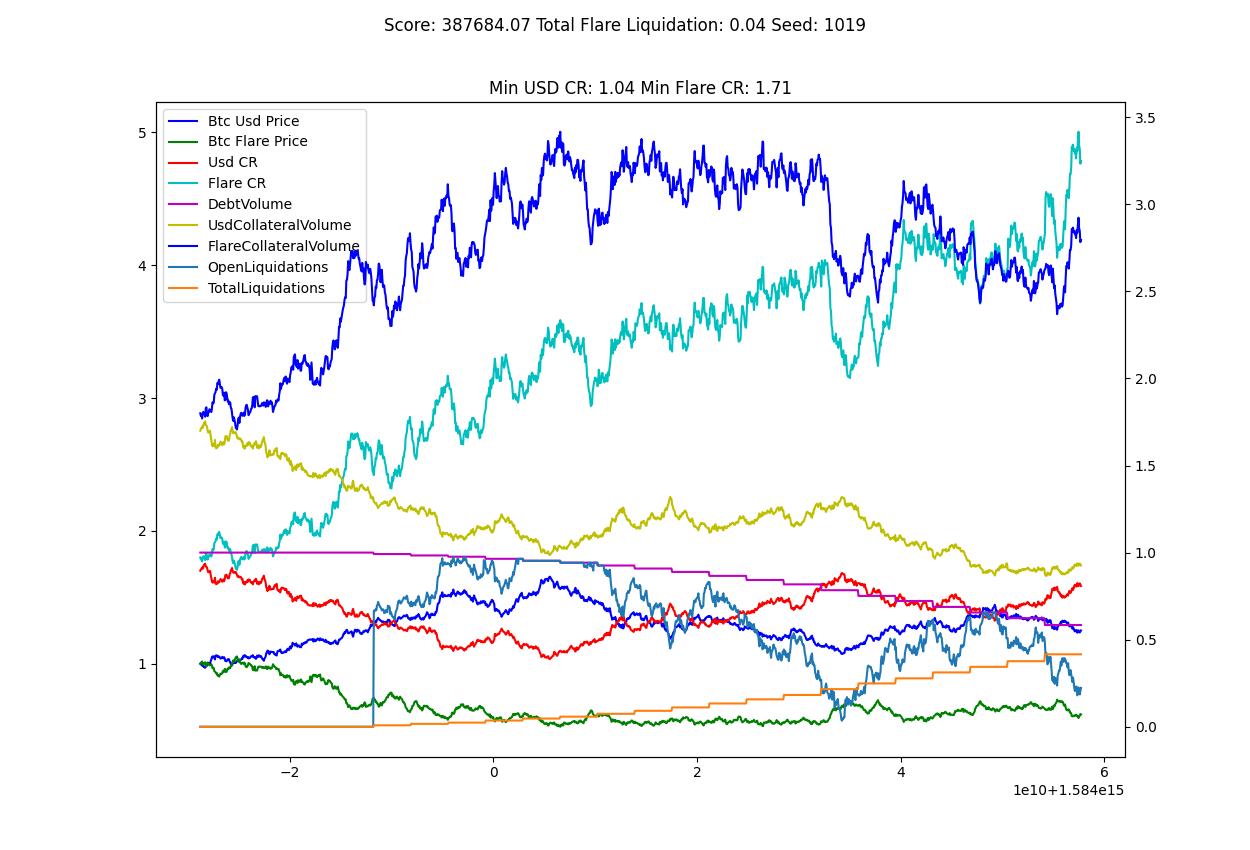 Score: 387684.07 Total Flare Liquidation: 0.04 Seed: 1019
Min USD CR: 1.04 Min Flare CR: 1.71
Btc Usd Price
Btc Flare Price
Usd CR
Flare CR
DebtVolume
UsdCollateralVolume
FlareCollateralVolume
OpenLiquidations
TotalLiquidations
5
4
3
2
1
3.5
3.0
2.5
2.0
1.5
1.0
0.5
0.0
−2
0
2
4
6
1e10+1.584e15